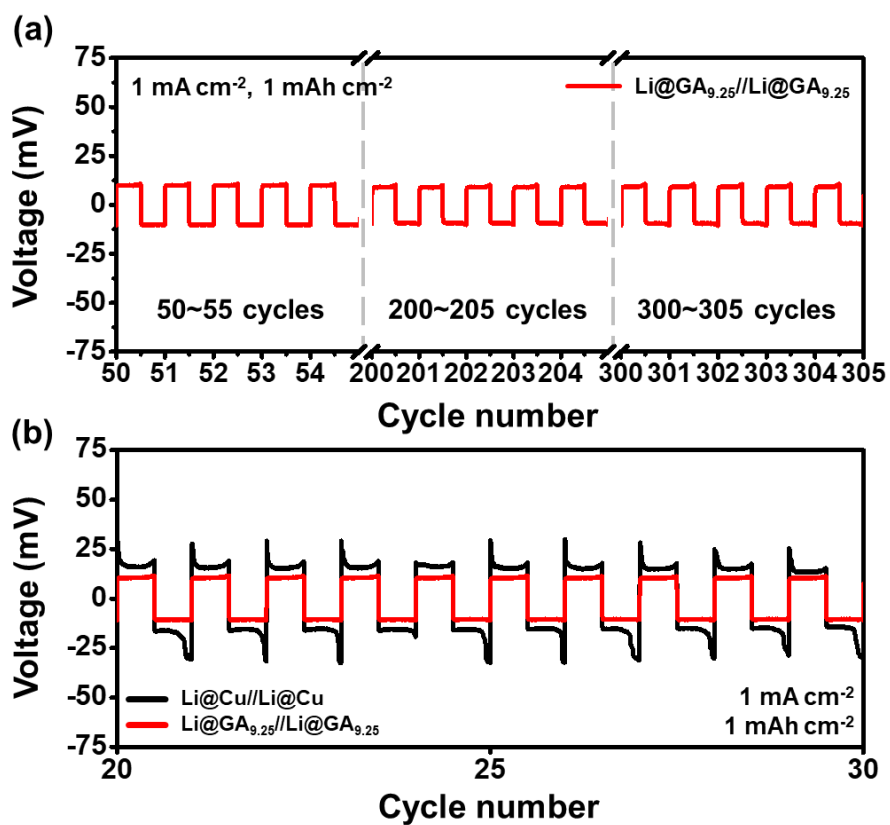 (a)
75
50
25
0
-25
-50
-75
Voltage (mV)
1 mA cm-2, 1 mAh cm-2
Li@GA9.25//Li@GA9.25
50~55 cycles
200~205 cycles
300~305 cycles
50 51 52 53 54 200 201 202 203 204 300 301 302 303 304 305
Cycle number
(b)
75
50
25
0
-25
-50
-75
Voltage (mV)
Li@Cu//Li@Cu
Li@GA9.25//Li@GA9.25
1 mA cm-2
1 mAh cm-2
20 25 30
Cycle number